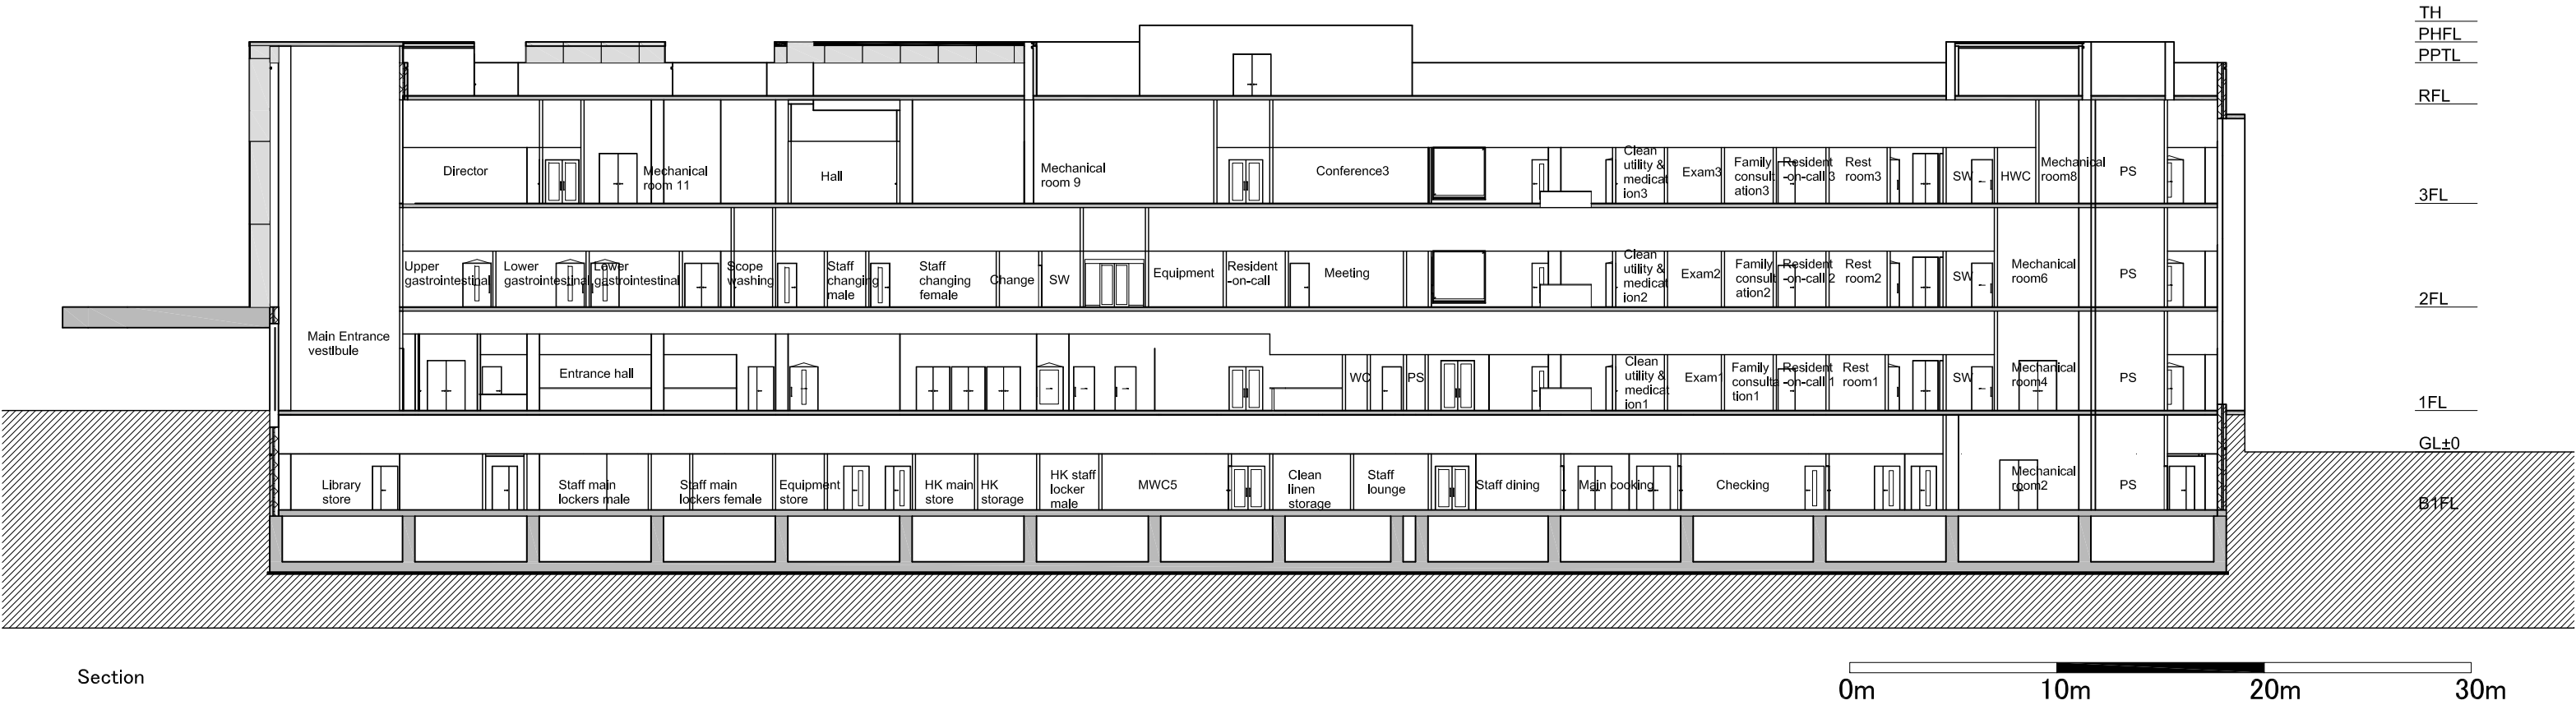 TH
PHFL
PPTL
RFL
3FL
2FL
1FL
GL±0
B1FL
Director
Mechanical
room 11
Hall
Mechanical
room 9
Conference3
Clean
utility &
medicat
ion3
Exam3
Family
consult
ation3
Resident
-on-call 3
Rest
room3
SW
HWC
Mechanical
room8
PS
Upper
gastrointestinal
Lower
gastrointestinal
Lower
gastrointestinal
Scope
washing
Staff
changing
male
Staff
changing
female
Change
SW
Equipment
Resident
-on-call
Meeting
Clean
utility &
medicat
ion2
Exam2
Family
consult
ation2
Resident
-on-call 2
Rest
room2
SW
Mechanical
room6
PS
Main Entrance
vestibule
Entrance hall
WC
PS
Clean
utility &
medicat
ion1
Exam1
Family
consulta
tion1
Resident
-on-call 1
Rest
room1
SW
Mechanical
room4
PS
Library
store
Staff main
lockers male
Staff main
lockers female
Equipment
store
HK main
store
HK
storage
HK staff
locker
male
MWC5
Clean
linen
storage
Staff
lounge
Staff dining
Main cooking
Checking
Mechanical
room2
PS
Section
0m
10m
20m
30m